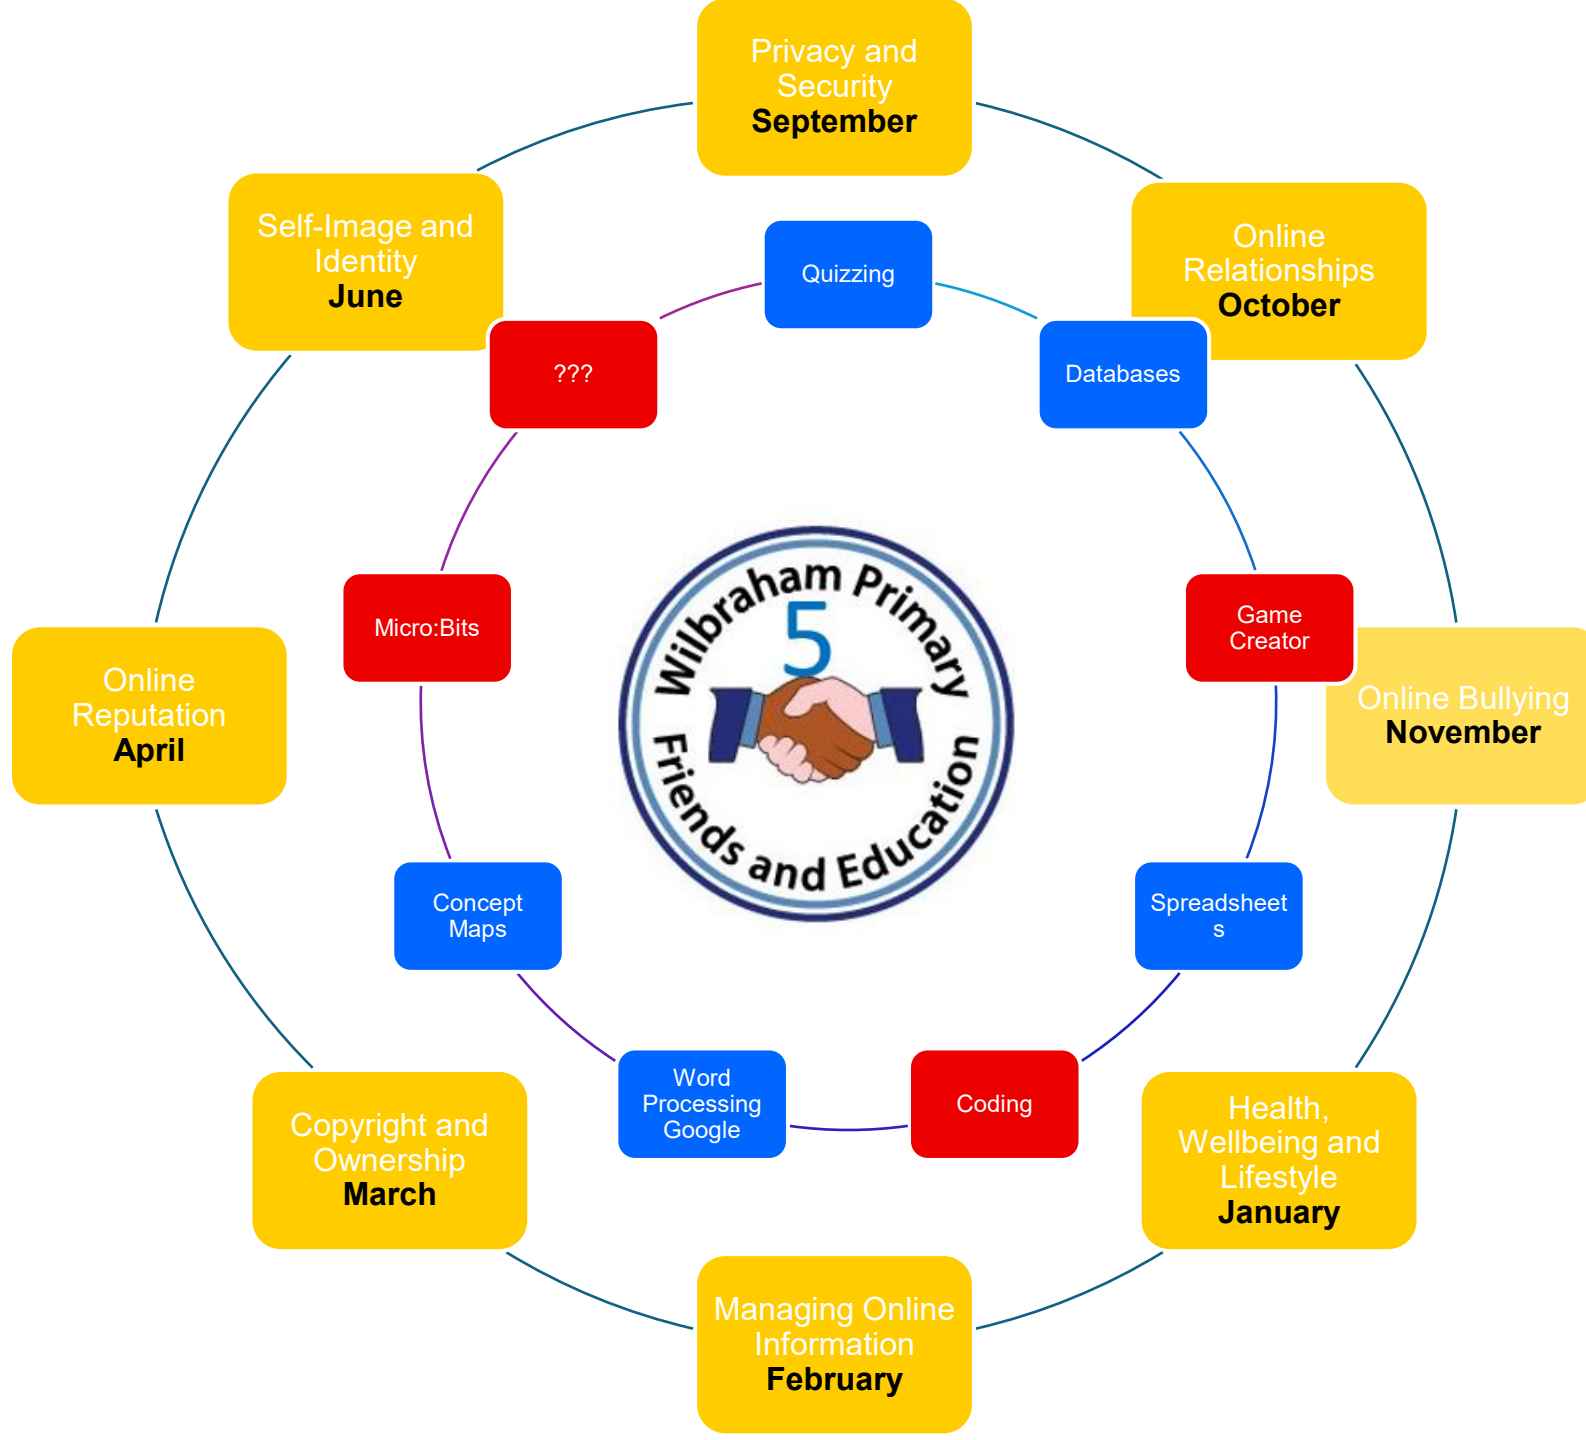 Privacy and
Security
September
Online
Relationships
October
Online Bullying
November
Health,
Wellbeing and
Lifestyle
January
Managing Online
Information
February
Copyright and
Ownership
March
Online
Reputation
April
Self-Image and
Identity
June
Quizzing
Databases
Game
Creator
Spreadsheet
s
Coding
Word
Processing
Google
Concept
Maps
Micro:Bits
???
Wilbraham Primary
5
Friends and Education